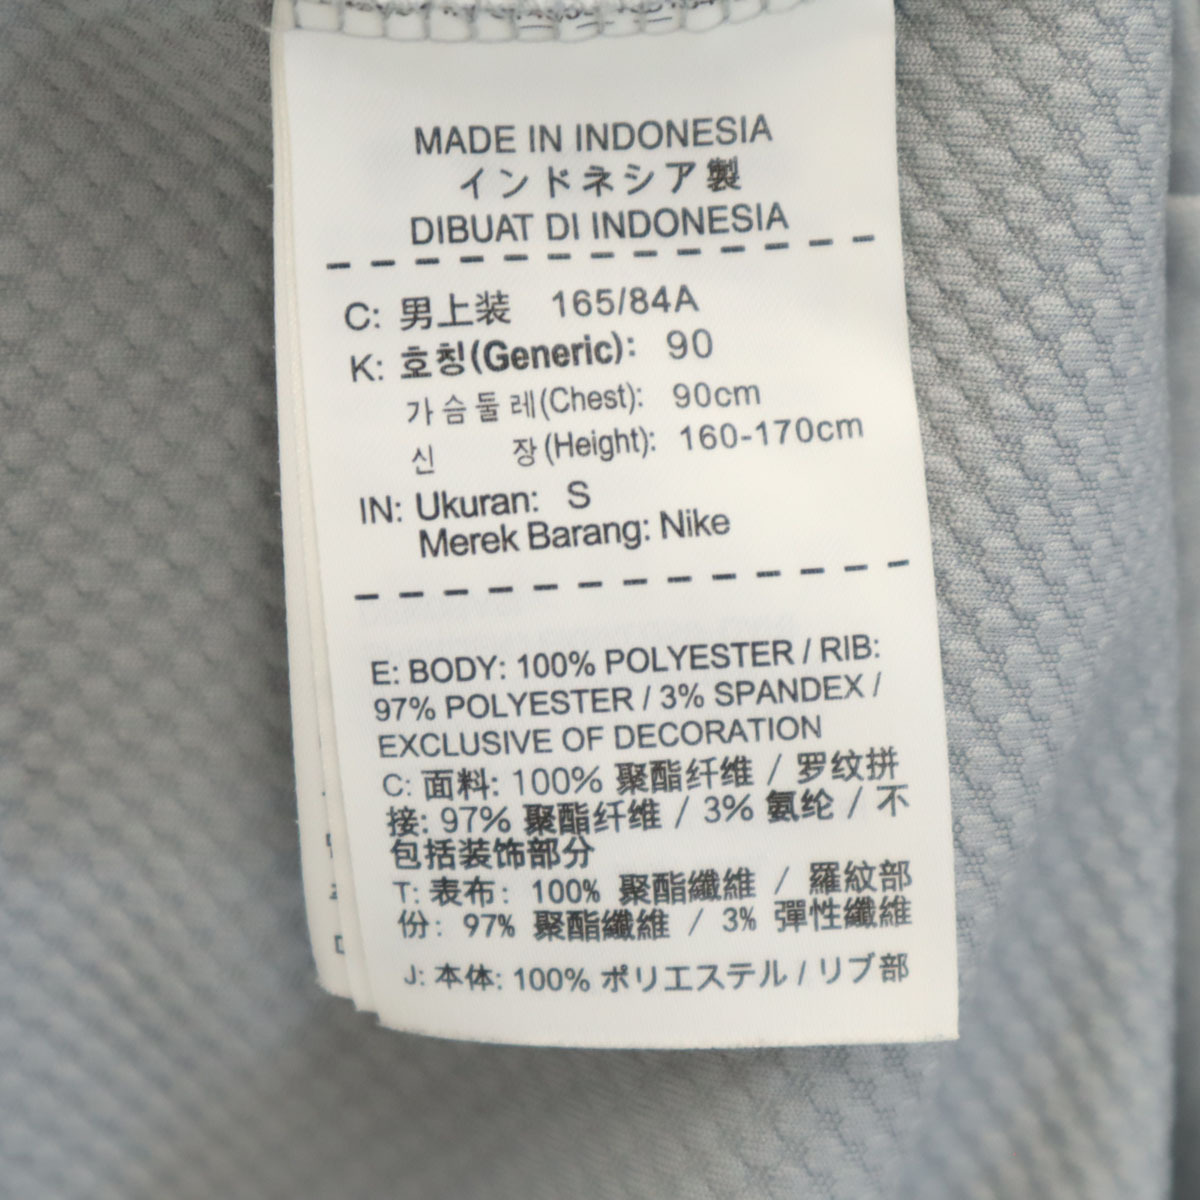 MADE IN INDONESIA
インドネシア製
DIBUAT DI INDONESIA
C: 男上装 165/84A
K: 호칭(Generic): 90
가슴둘레(Chest): 90cm
신 장(Height): 160-170cm
IN: Ukuran: S
Merek Barang: Nike
E: BODY: 100% POLYESTER / RIB:
97% POLYESTER / 3% SPANDEX /
EXCLUSIVE OF DECORATION
C: 面料: 100% 聚酯纤维 / 罗纹拼
接: 97% 聚酯纤维 / 3% 氨纶 / 不
包括装饰部分
T: 表布: 100% 聚酯纖維 / 羅紋部
份: 97% 聚酯纖維 / 3% 彈性纖維
J: 本体: 100% ポリエステル / リブ部